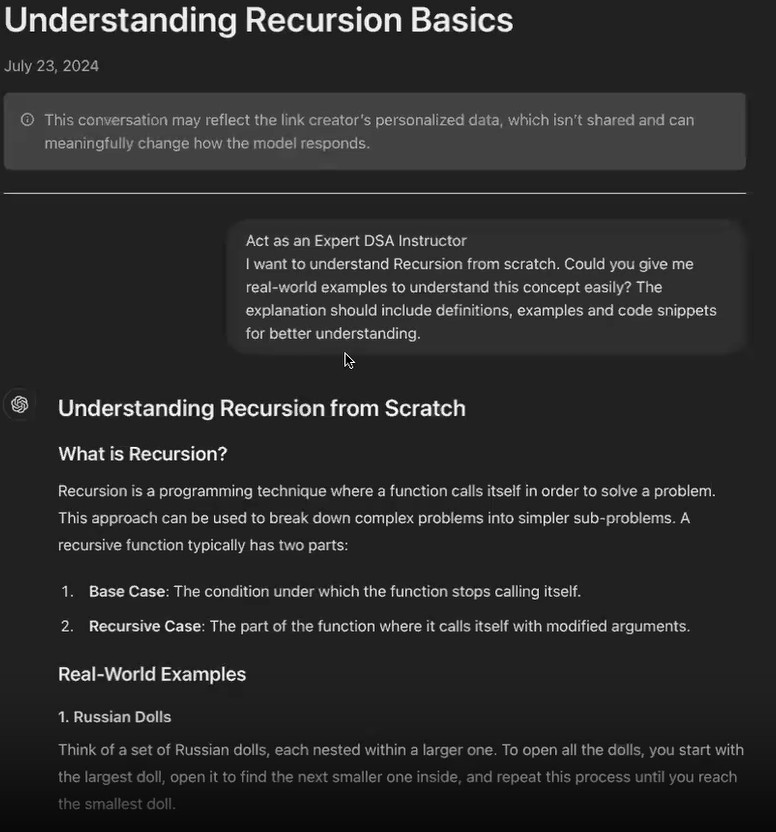 Understanding Recursion Basics
July 23, 2024
This conversation may reflect the link creator's personalized data, which isn't shared and can
meaningfully change how the model responds.
Act as an Expert DSA Instructor
I want to understand Recursion from scratch. Could you give me
real-world examples to understand this concept easily? The
explanation should include definitions, examples and code snippets
for better understanding.
Understanding Recursion from Scratch
What is Recursion?
Recursion is a programming technique where a function calls itself in order to solve a problem.
This approach can be used to break down complex problems into simpler sub-problems. A
recursive function typically has two parts:
1. Base Case: The condition under which the function stops calling itself.
2. Recursive Case: The part of the function where it calls itself with modified arguments.
Real-World Examples
1. Russian Dolls
Think of a set of Russian dolls, each nested within a larger one. To open all the dolls, you start with
the largest doll, open it to find the next smaller one inside, and repeat this process until you reach
the smallest doll.